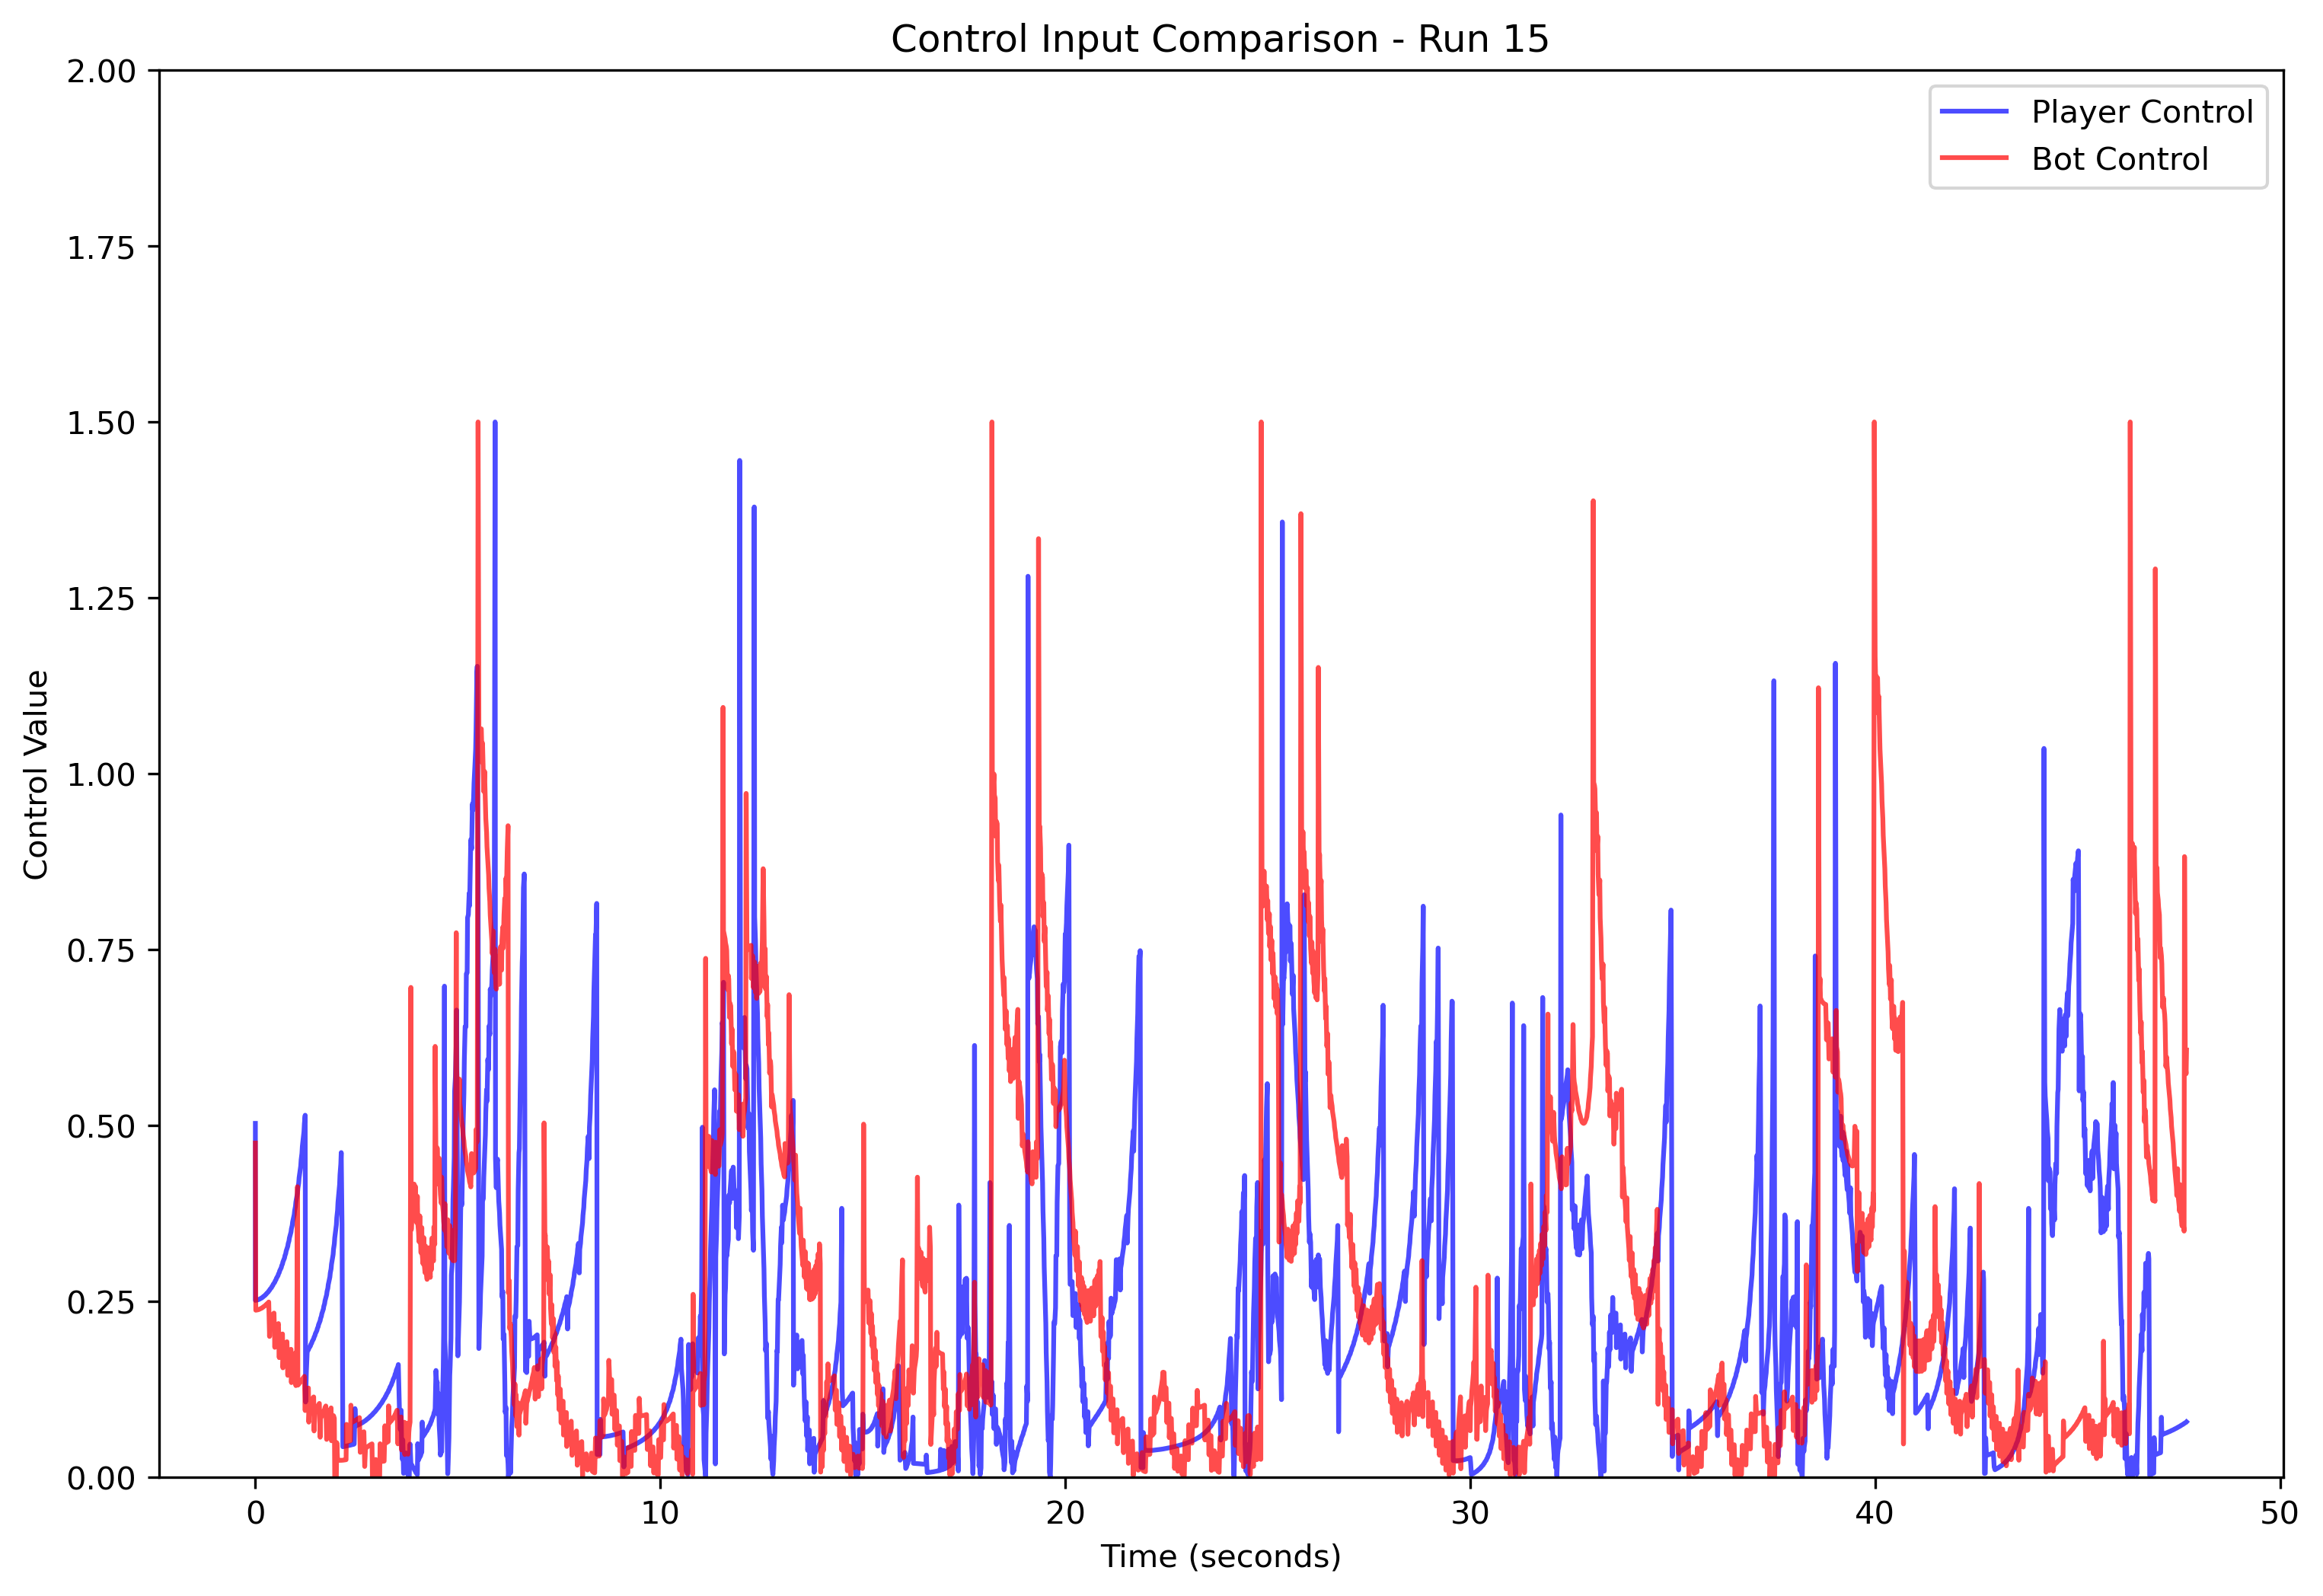 Control Input Comparison - Run 15
Player Control
Bot Control
2.00
1.75
1.50
1.25
1.00
0.75
0.50
0.25
0.00
Control Value
0 10 20 30 40 50
Time (seconds)